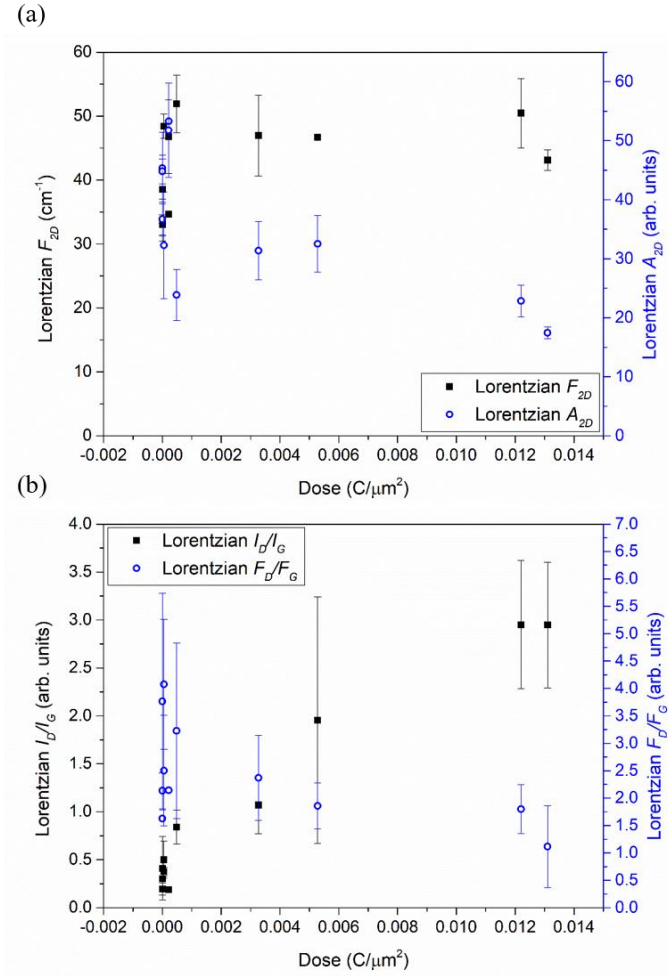 (a)
60
50
40
30
20
10
0
Lorentzian F2D (cm-1)
60
50
40
30
20
10
0
Lorentzian A2D (arb. units)
Lorentzian F2D
Lorentzian A2D
-0.002 0.000 0.002 0.004 0.006 0.008 0.010 0.012 0.014
Dose (C/μm2)
(b)
4.0
3.5
3.0
2.5
2.0
1.5
1.0
0.5
0.0
Lorentzian ID/IG (arb. units)
Lorentzian ID/IG
Lorentzian FD/FG
7.0
6.5
6.0
5.5
5.0
4.5
4.0
3.5
3.0
2.5
2.0
1.5
1.0
0.5
0.0
Lorentzian FD/FG (arb. units)
-0.002 0.000 0.002 0.004 0.006 0.008 0.010 0.012 0.014
Dose (C/μm2)